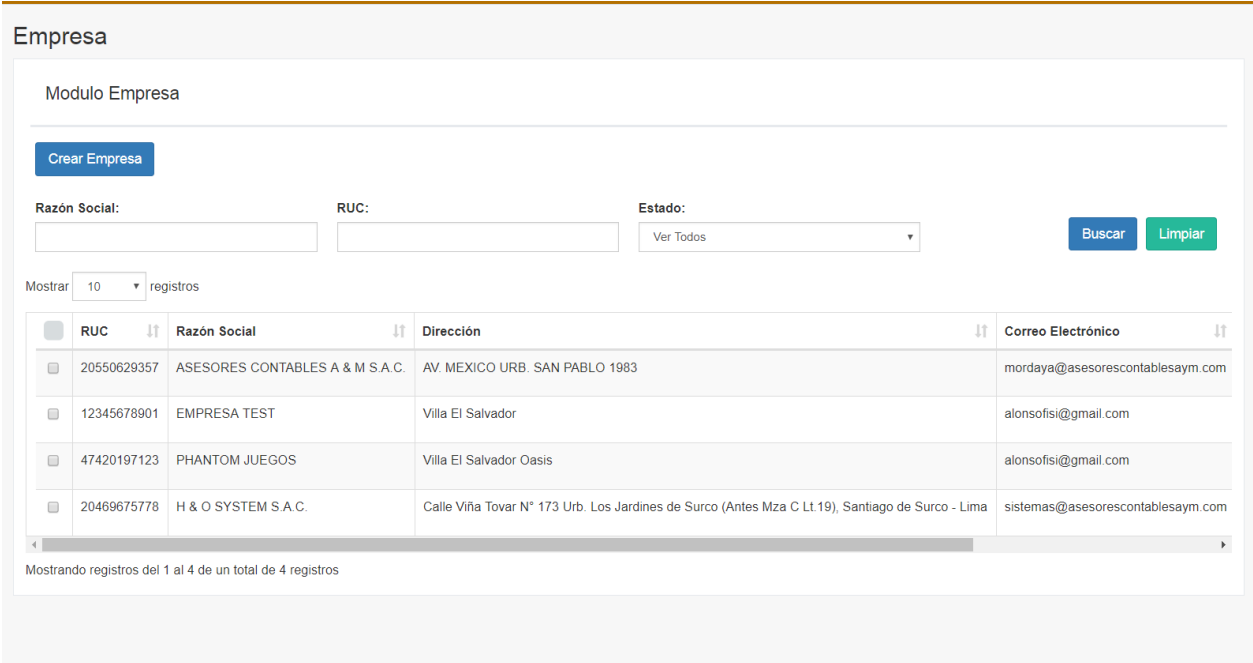 Empresa
Modulo Empresa
Crear Empresa
Razón Social: RUC: Estado:
Ver Todos Buscar Limpiar
Mostrar 10 registros
RUC Razón Social Dirección Correo Electrónico
20550629357 ASESORES CONTABLES A & M S.A.C. AV. MEXICO URB. SAN PABLO 1983 mordaya@asesorescontablesaym.com
12345678901 EMPRESA TEST Villa El Salvador alonsofisi@gmail.com
47420197123 PHANTOM JUEGOS Villa El Salvador Oasis alonsofisi@gmail.com
20469675778 H & O SYSTEM S.A.C. Calle Viña Tovar N° 173 Urb. Los Jardines de Surco (Antes Mza C Lt.19), Santiago de Surco - Lima sistemas@asesorescontablesaym.com
Mostrando registros del 1 al 4 de un total de 4 registros